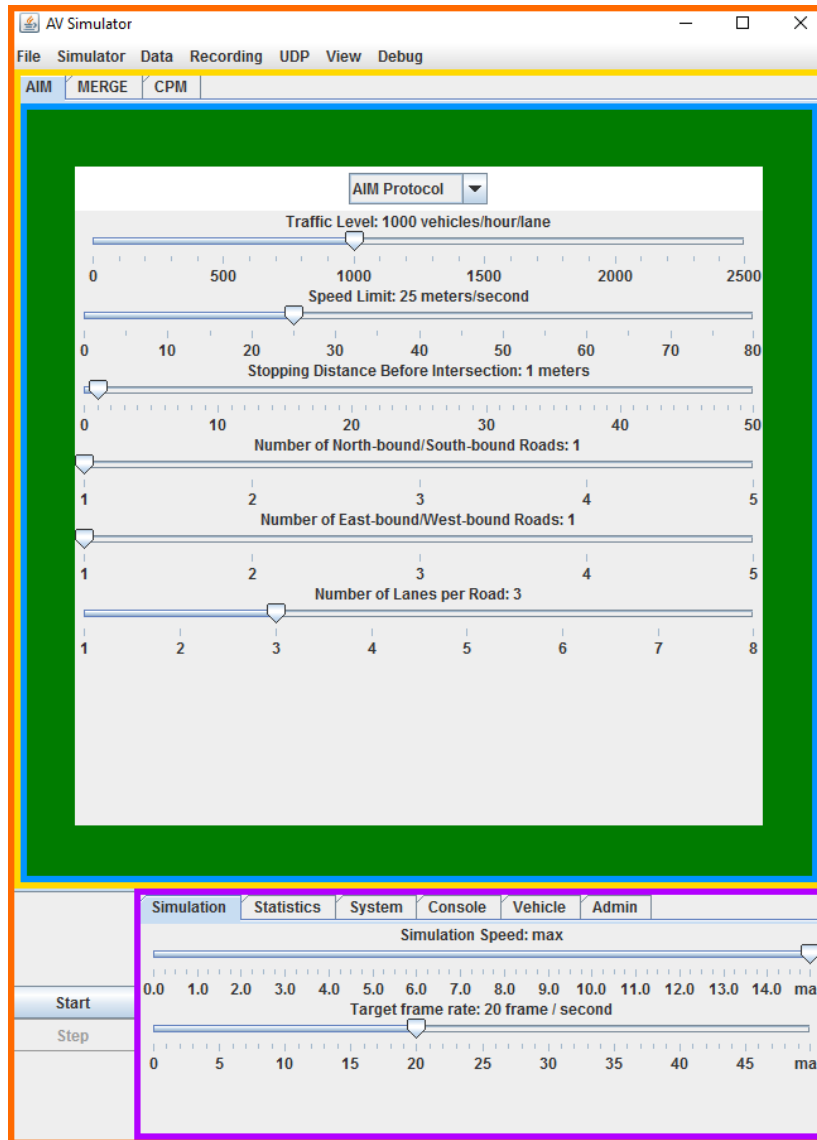 AV Simulator
File Simulator Data Recording UDP View Debug
AIM MERGE CPM
AIM Protocol
Traffic Level: 1000 vehicles/hour/lane
0 500 1000 1500 2000 2500
Speed Limit: 25 meters/second
0 10 20 30 40 50 60 70 80
Stopping Distance Before Intersection: 1 meters
0 10 20 30 40 50
Number of North-bound/South-bound Roads: 1
1 2 3 4 5
Number of East-bound/West-bound Roads: 1
1 2 3 4 5
Number of Lanes per Road: 3
1 2 3 4 5 6 7 8
Simulation Statistics System Console Vehicle Admin
Simulation Speed: max
0.0 1.0 2.0 3.0 4.0 5.0 6.0 7.0 8.0 9.0 10.0 11.0 12.0 13.0 14.0 ma
Start
Target frame rate: 20 frame / second
Step
0 5 10 15 20 25 30 35 40 45 ma